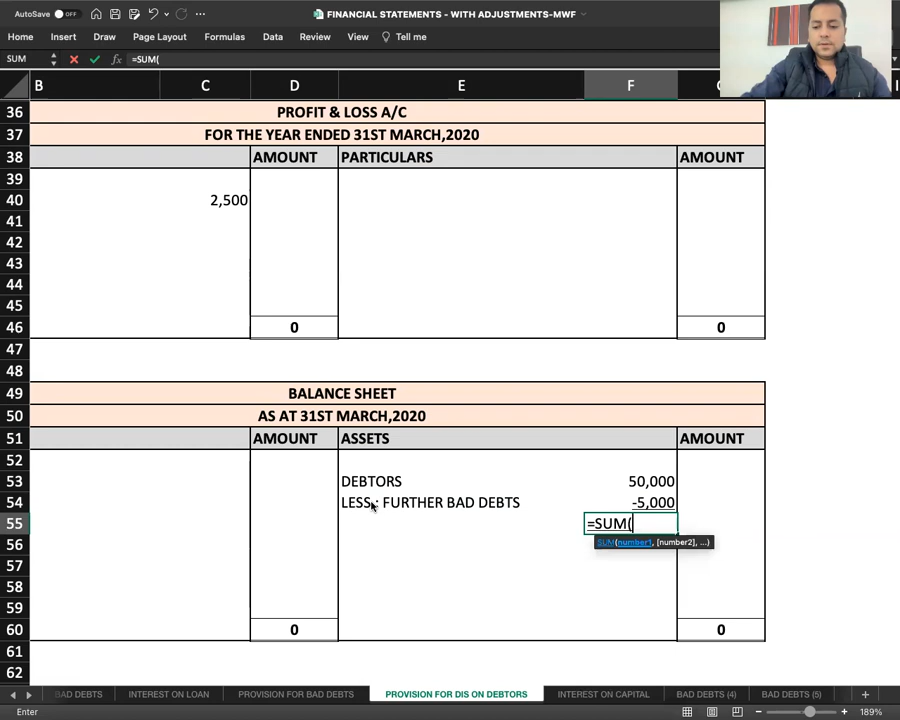 AutoSave OFF FINANCIAL STATEMENTS - WITH ADJUSTMENTS-MWF
Home Insert Draw Page Layout Formulas Data Review View Tell me
SUM fx =SUM(
B C D E F
36 PROFIT & LOSS A/C
37 FOR THE YEAR ENDED 31ST MARCH,2020
38 AMOUNT PARTICULARS AMOUNT
39
40 2,500
41
42
43
44
45
46 0 0
47
48
49 BALANCE SHEET
50 AS AT 31ST MARCH,2020
51 AMOUNT ASSETS AMOUNT
52
53 DEBTORS 50,000
54 LESS : FURTHER BAD DEBTS -5,000
55 =SUM(
SUM(number1, [number2], ...)
56
57
58
59
60 0 0
61
62
BAD DEBTS INTEREST ON LOAN PROVISION FOR BAD DEBTS PROVISION FOR DIS ON DEBTORS INTEREST ON CAPITAL BAD DEBTS (4) BAD DEBTS (5)
Enter 189%